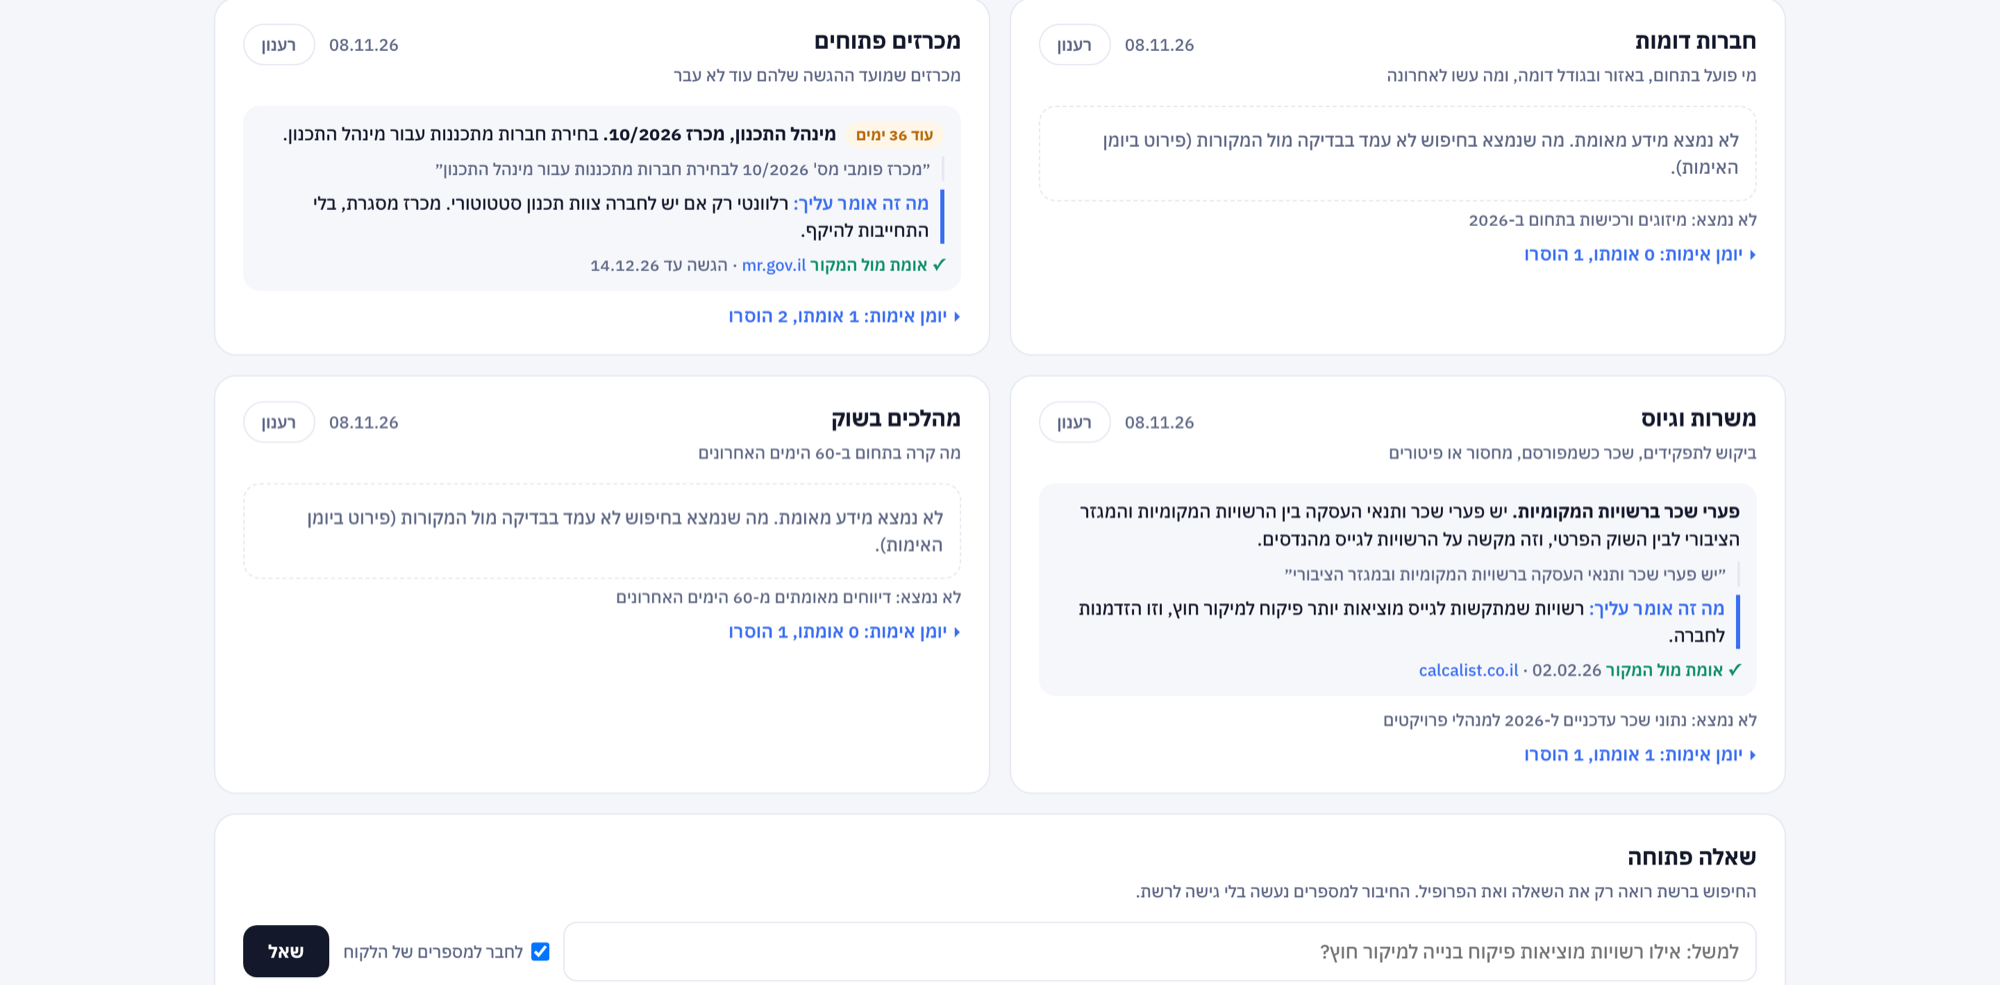 חברות דומות
08.11.26
רענון
מי פועל בתחום, באזור ובגודל דומה, ומה עשו לאחרונה
לא נמצא מידע מאומת. מה שנמצא בחיפוש לא עמד בבדיקה מול המקורות (פירוט ביומן
האימות).
לא נמצא: מיזוגים ורכישות בתחום ב-2026
יומן אימות: 0 אומתו, 1 הוסרו
מכרזים פתוחים
08.11.26
רענון
מכרזים שמועד ההגשה שלהם עוד לא עבר
עוד 36 ימים מינהל התכנון, מכרז 10/2026. בחירת חברות מתכננות עבור מינהל התכנון.
”מכרז פומבי מס' 10/2026 לבחירת חברות מתכננות עבור מינהל התכנון”
מה זה אומר עליך: רלוונטי רק אם יש לחברה צוות תכנון סטטוטורי. מכרז מסגרת, בלי
התחייבות להיקף.
✓ אומת מול המקור mr.gov.il · הגשה עד 14.12.26
יומן אימות: 1 אומתו, 2 הוסרו
משרות וגיוס
08.11.26
רענון
ביקוש לתפקידים, שכר כשמפורסם, מחסור או פיטורים
פערי שכר ברשויות המקומיות. יש פערי שכר ותנאי העסקה בין הרשויות המקומיות והמגזר
הציבורי לבין השוק הפרטי, וזה מקשה על הרשויות לגייס מהנדסים.
”יש פערי שכר ותנאי העסקה ברשויות המקומיות ובמגזר הציבורי”
מה זה אומר עליך: רשויות שמתקשות לגייס מוציאות יותר פיקוח למיקור חוץ, וזו הזדמנות
לחברה.
✓ אומת מול המקור calcalist.co.il · 02.02.26
לא נמצא: נתוני שכר עדכניים ל-2026 למנהלי פרויקטים
יומן אימות: 1 אומתו, 1 הוסרו
מהלכים בשוק
08.11.26
רענון
מה קרה בתחום ב-60 הימים האחרונים
לא נמצא מידע מאומת. מה שנמצא בחיפוש לא עמד בבדיקה מול המקורות (פירוט ביומן
האימות).
לא נמצא: דיווחים מאומתים מ-60 הימים האחרונים
יומן אימות: 0 אומתו, 1 הוסרו
שאלה פתוחה
החיפוש ברשת רואה רק את השאלה ואת הפרופיל. החיבור למספרים נעשה בלי גישה לרשת.
למשל: אילו רשויות מוציאות פיקוח בנייה למיקור חוץ?
לחבר למספרים של הלקוח
שאל